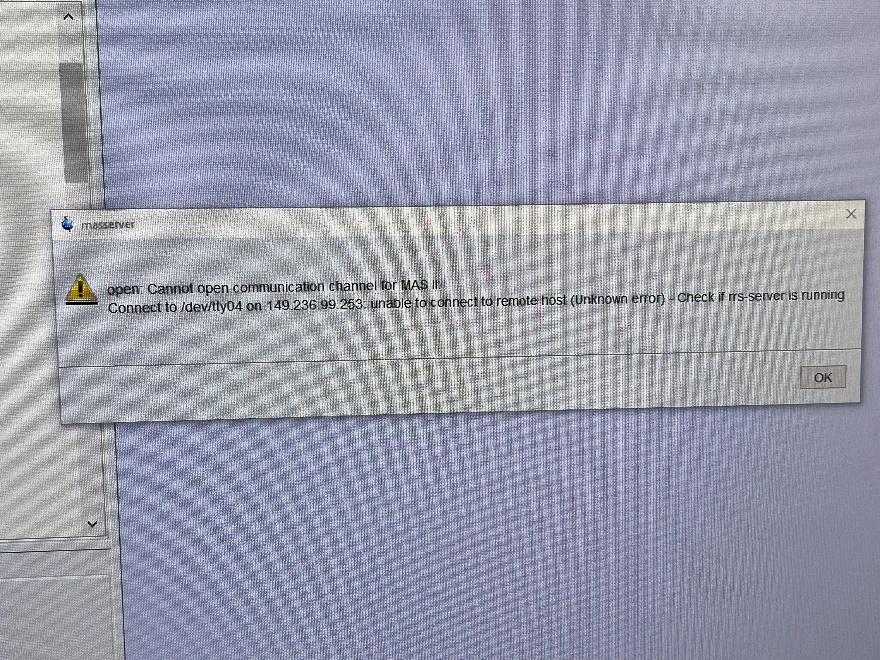 masserver
open: Cannot open communication channel for MAS II.
Connect to /dev/tty04 on 149.236.99.253: unable to connect to remote host (Unknown error) - Check if rrs-server is running
OK